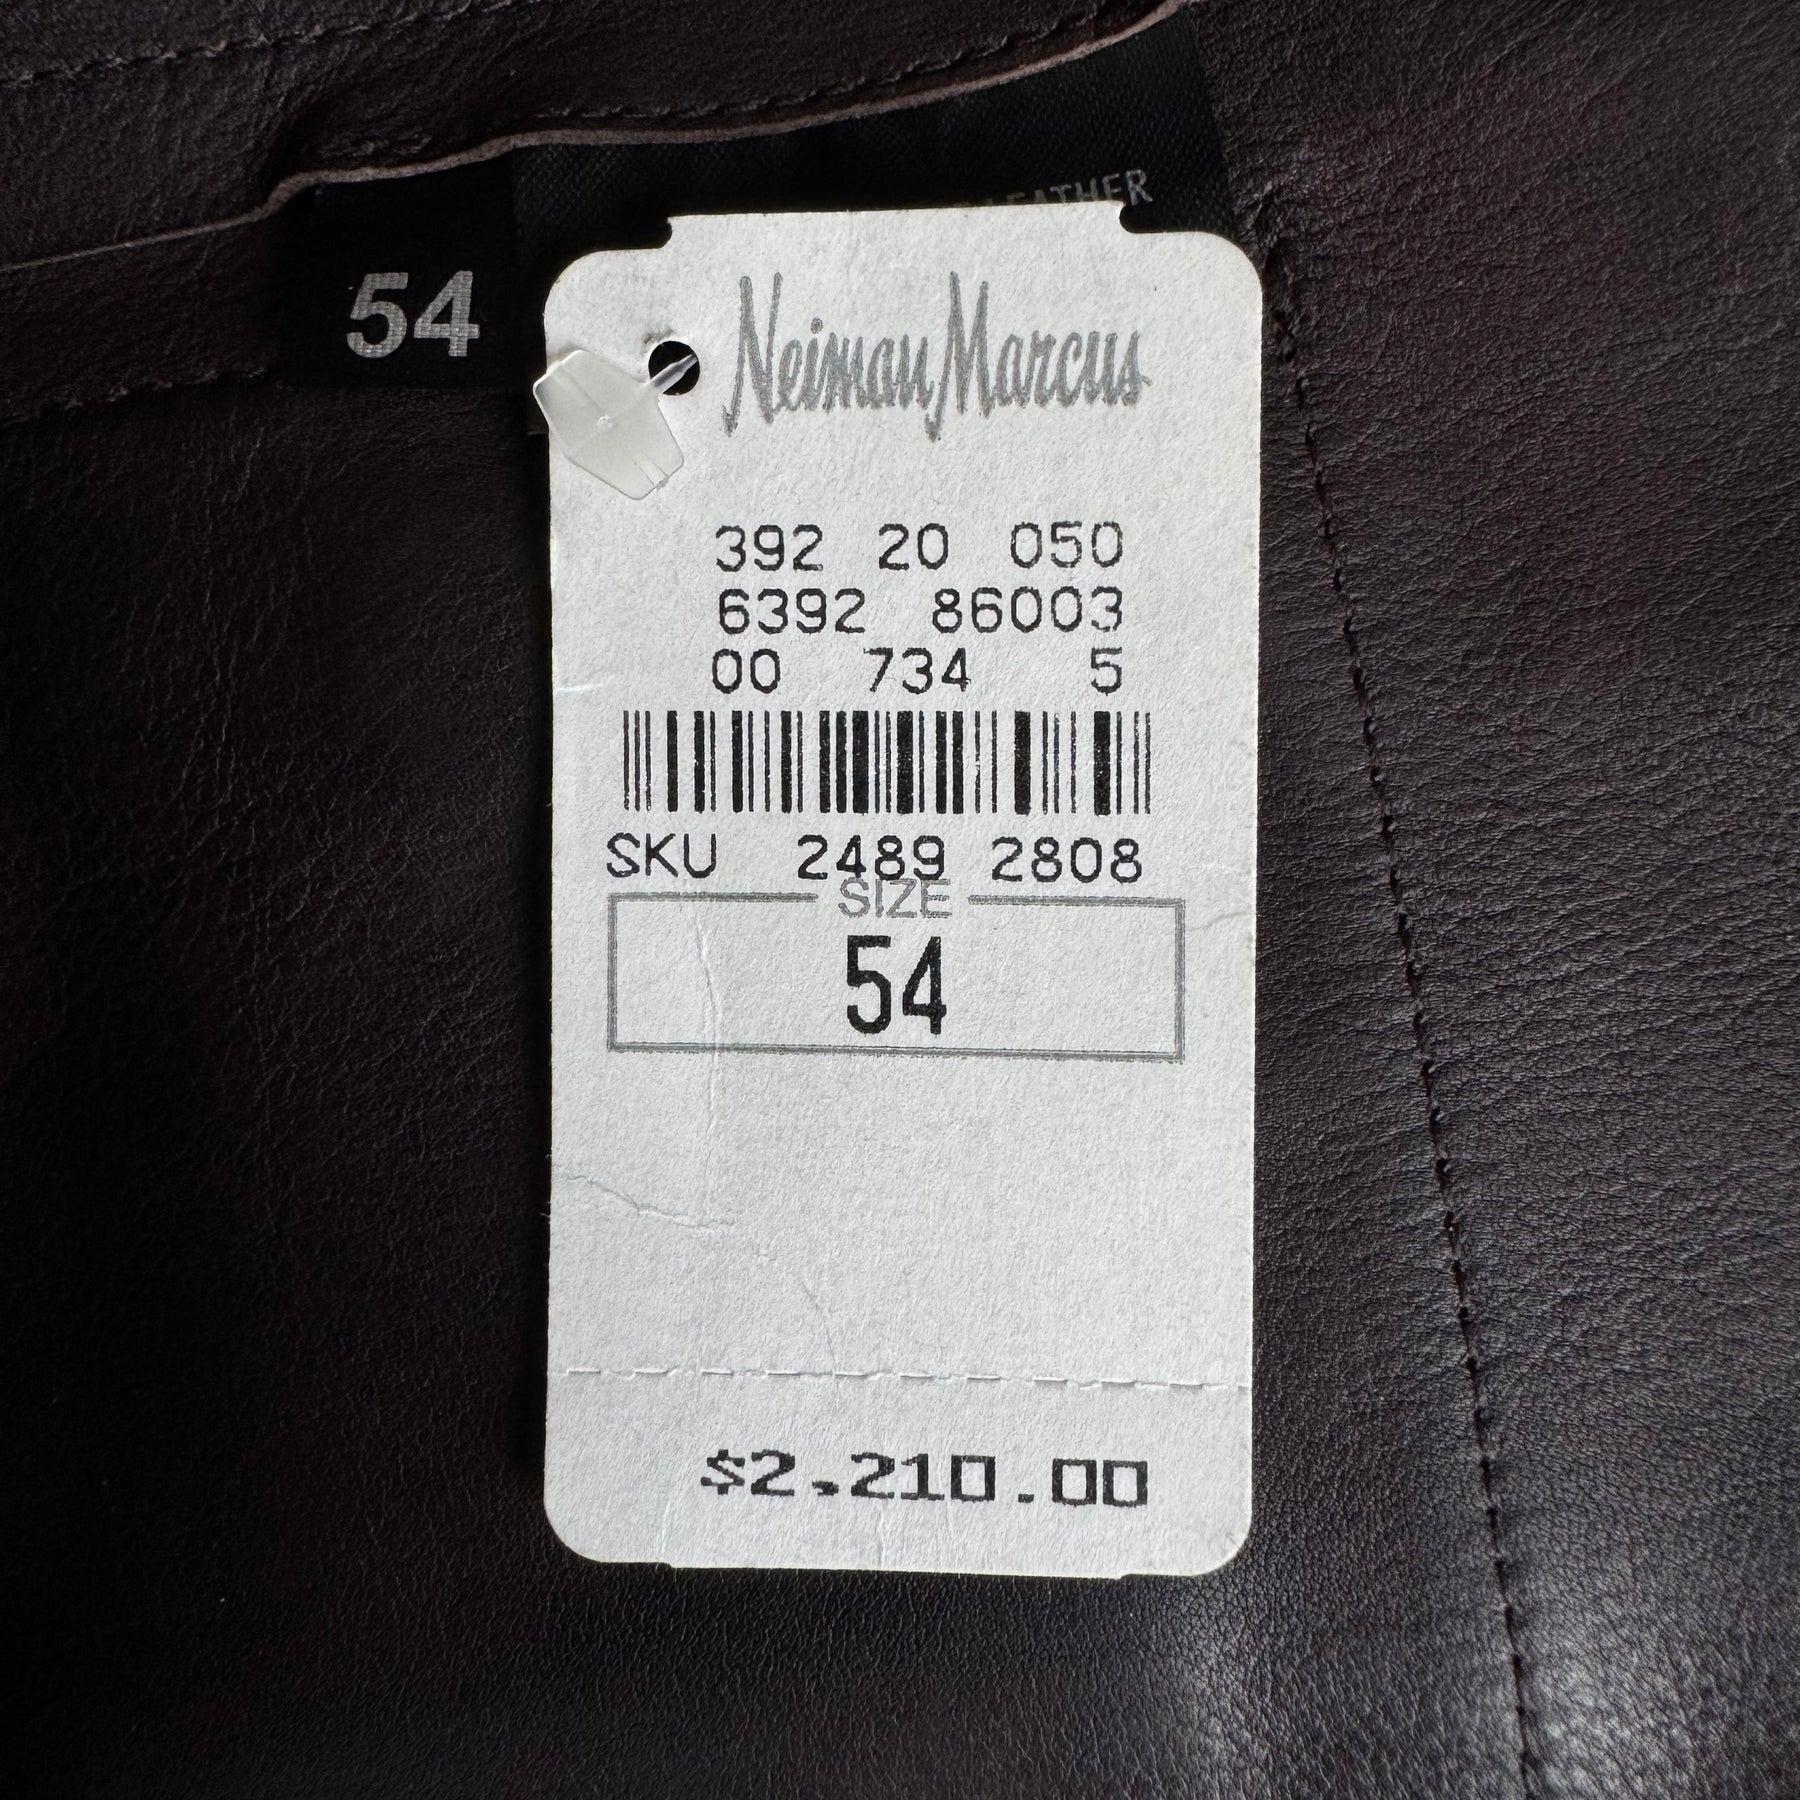 LEATHER
54
Neiman Marcus
392 20 050
6392 86003
00 734 5
SKU 2489 2808
SIZE
54
$2,210.00